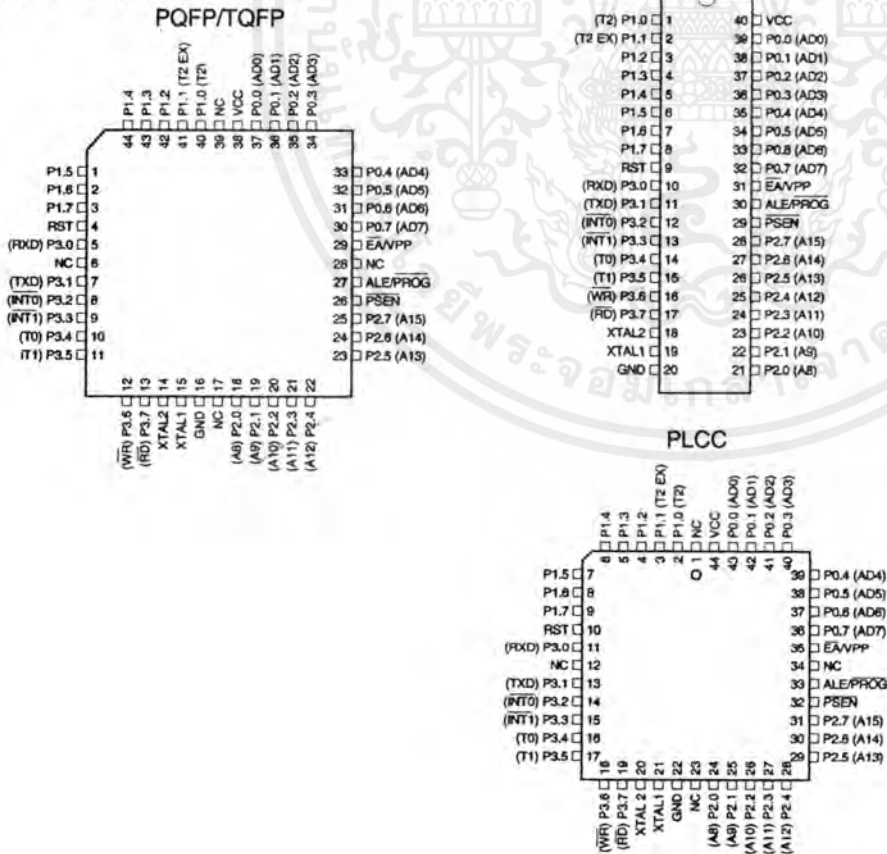 PQFP/TQFP
P1.4
P1.3
P1.2
P1.1 (T2 EX)
P1.0 (T2)
NC
VCC
P0.0 (AD0)
P0.1 (AD1)
P0.2 (AD2)
P0.3 (AD3)
44 43 42 41 40 39 38 37 36 35 34
P1.5 1
P1.6 2
P1.7 3
RST 4
(RXD) P3.0 5
NC 6
(TXD) P3.1 7
(INT0) P3.2 8
(INT1) P3.3 9
(T0) P3.4 10
(T1) P3.5 11
33 P0.4 (AD4)
32 P0.5 (AD5)
31 P0.6 (AD6)
30 P0.7 (AD7)
29 EA/VPP
28 NC
27 ALE/PROG
26 PSEN
25 P2.7 (A15)
24 P2.6 (A14)
23 P2.5 (A13)
12 13 14 15 16 17 18 19 20 21 22
(WR) P3.6
(RD) P3.7
XTAL2
XTAL1
GND
NC
(A8) P2.0
(A9) P2.1
(A10) P2.2
(A11) P2.3
(A12) P2.4
(T2) P1.0 1 40 VCC
(T2 EX) P1.1 2 39 P0.0 (AD0)
P1.2 3 38 P0.1 (AD1)
P1.3 4 37 P0.2 (AD2)
P1.4 5 36 P0.3 (AD3)
P1.5 6 35 P0.4 (AD4)
P1.6 7 34 P0.5 (AD5)
P1.7 8 33 P0.6 (AD6)
RST 9 32 P0.7 (AD7)
(RXD) P3.0 10 31 EA/VPP
(TXD) P3.1 11 30 ALE/PROG
(INT0) P3.2 12 29 PSEN
(INT1) P3.3 13 28 P2.7 (A15)
(T0) P3.4 14 27 P2.6 (A14)
(T1) P3.5 15 26 P2.5 (A13)
(WR) P3.6 16 25 P2.4 (A12)
(RD) P3.7 17 24 P2.3 (A11)
XTAL2 18 23 P2.2 (A10)
XTAL1 19 22 P2.1 (A9)
GND 20 21 P2.0 (A8)
PLCC
P1.4
P1.3
P1.2
P1.1 (T2 EX)
P1.0 (T2)
NC
VCC
P0.0 (AD0)
P0.1 (AD1)
P0.2 (AD2)
P0.3 (AD3)
6 5 4 3 2 1 44 43 42 41 40
P1.5 7
P1.6 8
P1.7 9
RST 10
(RXD) P3.0 11
NC 12
(TXD) P3.1 13
(INT0) P3.2 14
(INT1) P3.3 15
(T0) P3.4 16
(T1) P3.5 17
39 P0.4 (AD4)
38 P0.5 (AD5)
37 P0.6 (AD6)
36 P0.7 (AD7)
35 EA/VPP
34 NC
33 ALE/PROG
32 PSEN
31 P2.7 (A15)
30 P2.6 (A14)
29 P2.5 (A13)
18 19 20 21 22 23 24 25 26 27 28
(WR) P3.6
(RD) P3.7
XTAL2
XTAL1
GND
NC
(A8) P2.0
(A9) P2.1
(A10) P2.2
(A11) P2.3
(A12) P2.4